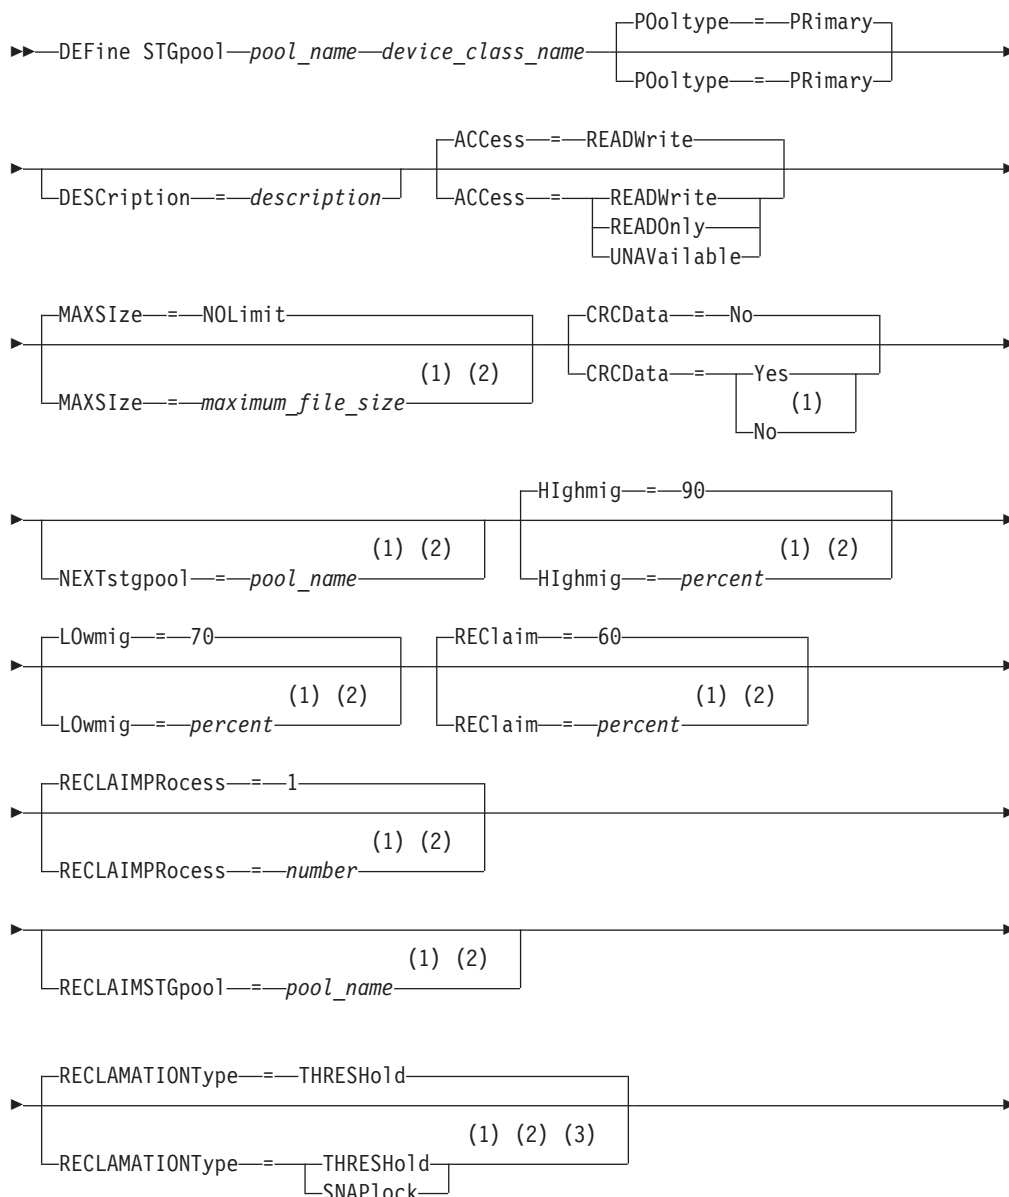 POoltype = PRimary
DEFine STGpool pool_name device_class_name
POoltype = PRimary
ACCess = READWrite
DESCription = description
ACCess = READWrite
READOnly
UNAVailable
MAXSIze = NOLimit
CRCData = No
(1) (2)
MAXSIze = maximum_file_size
CRCData = Yes
(1)
No
HIghmig = 90
(1) (2)
(1) (2)
NEXTstgpool = pool_name
HIghmig = percent
LOwmig = 70
REClaim = 60
(1) (2)
(1) (2)
LOwmig = percent
REClaim = percent
RECLAIMPRocess = 1
(1) (2)
RECLAIMPRocess = number
(1) (2)
RECLAIMSTGpool = pool_name
RECLAMATIONType = THRESHold
(1) (2) (3)
RECLAMATIONType = THRESHold
SNAPlock